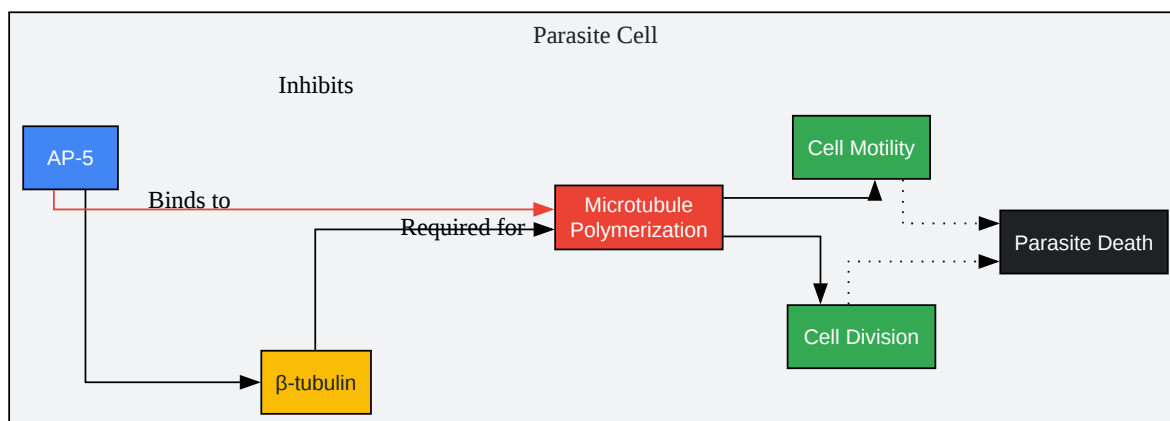 Parasite Cell
Inhibits
AP-5
Cell Motility
Binds to
Microtubule
Polymerization
Required for
Parasite Death
Cell Division
β-tubulin